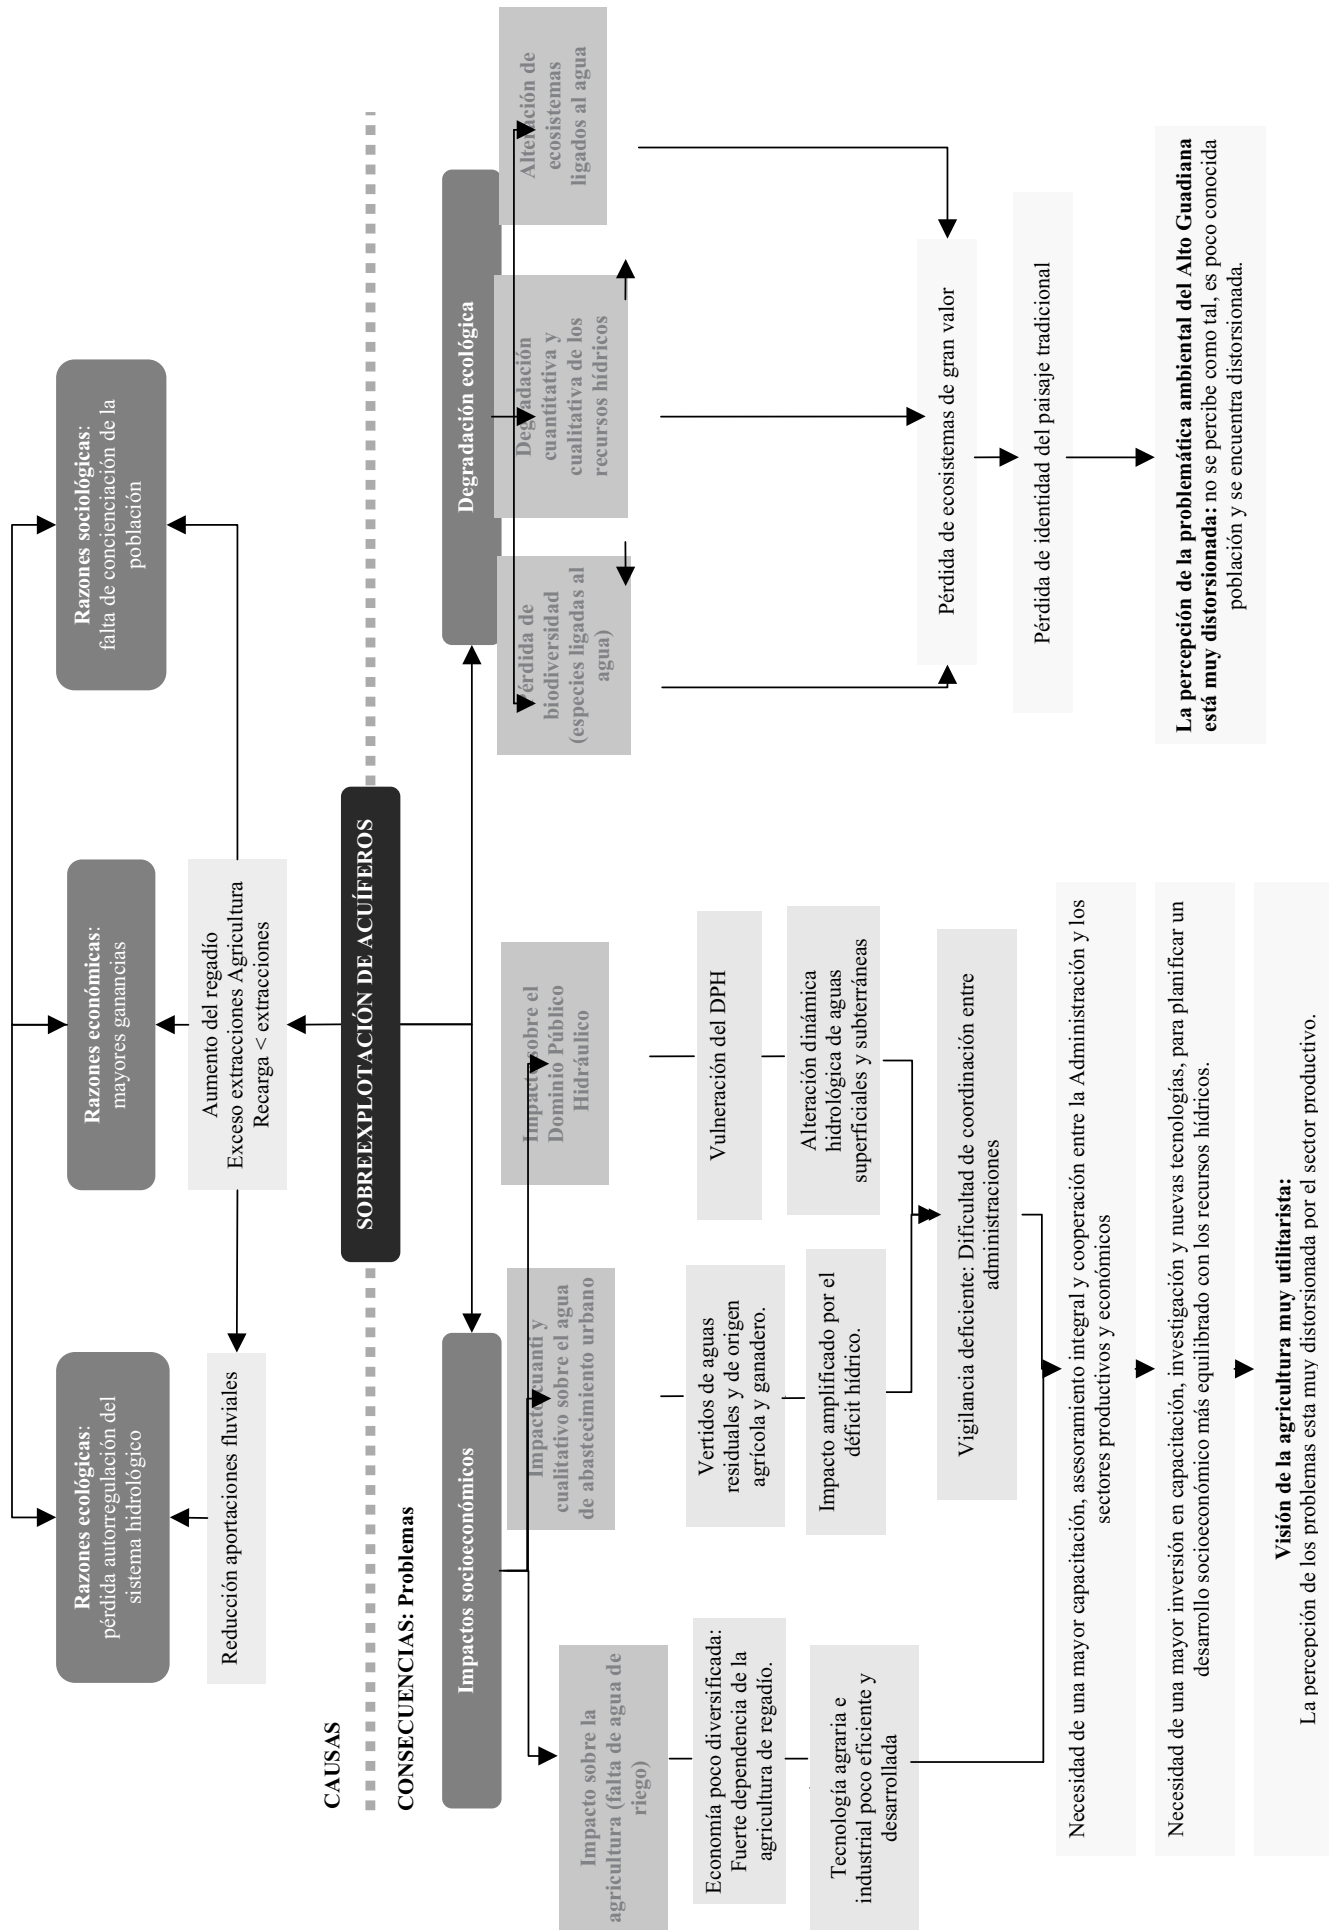 Razones ecológicas:
pérdida autorregulación del
sistema hidrológico
Razones económicas:
mayores ganancias
Razones sociológicas:
falta de concienciación de la
población
Reducción aportaciones fluviales
Aumento del regadío
Exceso extracciones Agricultura
Recarga < extracciones
CAUSAS
SOBREEXPLOTACIÓN DE ACUÍFEROS
CONSECUENCIAS: Problemas
Impactos socioeconómicos
Degradación ecológica
Impacto sobre la
agricultura (falta de agua de
riego)
Impacto cuanti y
cualitativo sobre el agua
de abastecimiento urbano
Impacto sobre el
Dominio Público
Hidráulico
Pérdida de
biodiversidad
(especies ligadas al
agua)
Degradación
cuantitativa y
cualitativa de los
recursos hídricos
Alteración de
ecosistemas
ligados al agua
Economía poco diversificada:
Fuerte dependencia de la
agricultura de regadío.
Vertidos de aguas
residuales y de origen
agrícola y ganadero.
Vulneración del DPH
Tecnología agraria e
industrial poco eficiente y
desarrollada
Impacto amplificado por el
déficit hídrico.
Alteración dinámica
hidrológica de aguas
superficiales y subterráneas
Vigilancia deficiente: Dificultad de coordinación entre
administraciones
Pérdida de ecosistemas de gran valor
Pérdida de identidad del paisaje tradicional
Necesidad de una mayor capacitación, asesoramiento integral y cooperación entre la Administración y los
sectores productivos y económicos
Necesidad de una mayor inversión en capacitación, investigación y nuevas tecnologías, para planificar un
desarrollo socioeconómico más equilibrado con los recursos hídricos.
Visión de la agricultura muy utilitarista:
La percepción de los problemas esta muy distorsionada por el sector productivo.
La percepción de la problemática ambiental del Alto Guadiana
está muy distorsionada: no se percibe como tal, es poco conocida
población y se encuentra distorsionada.